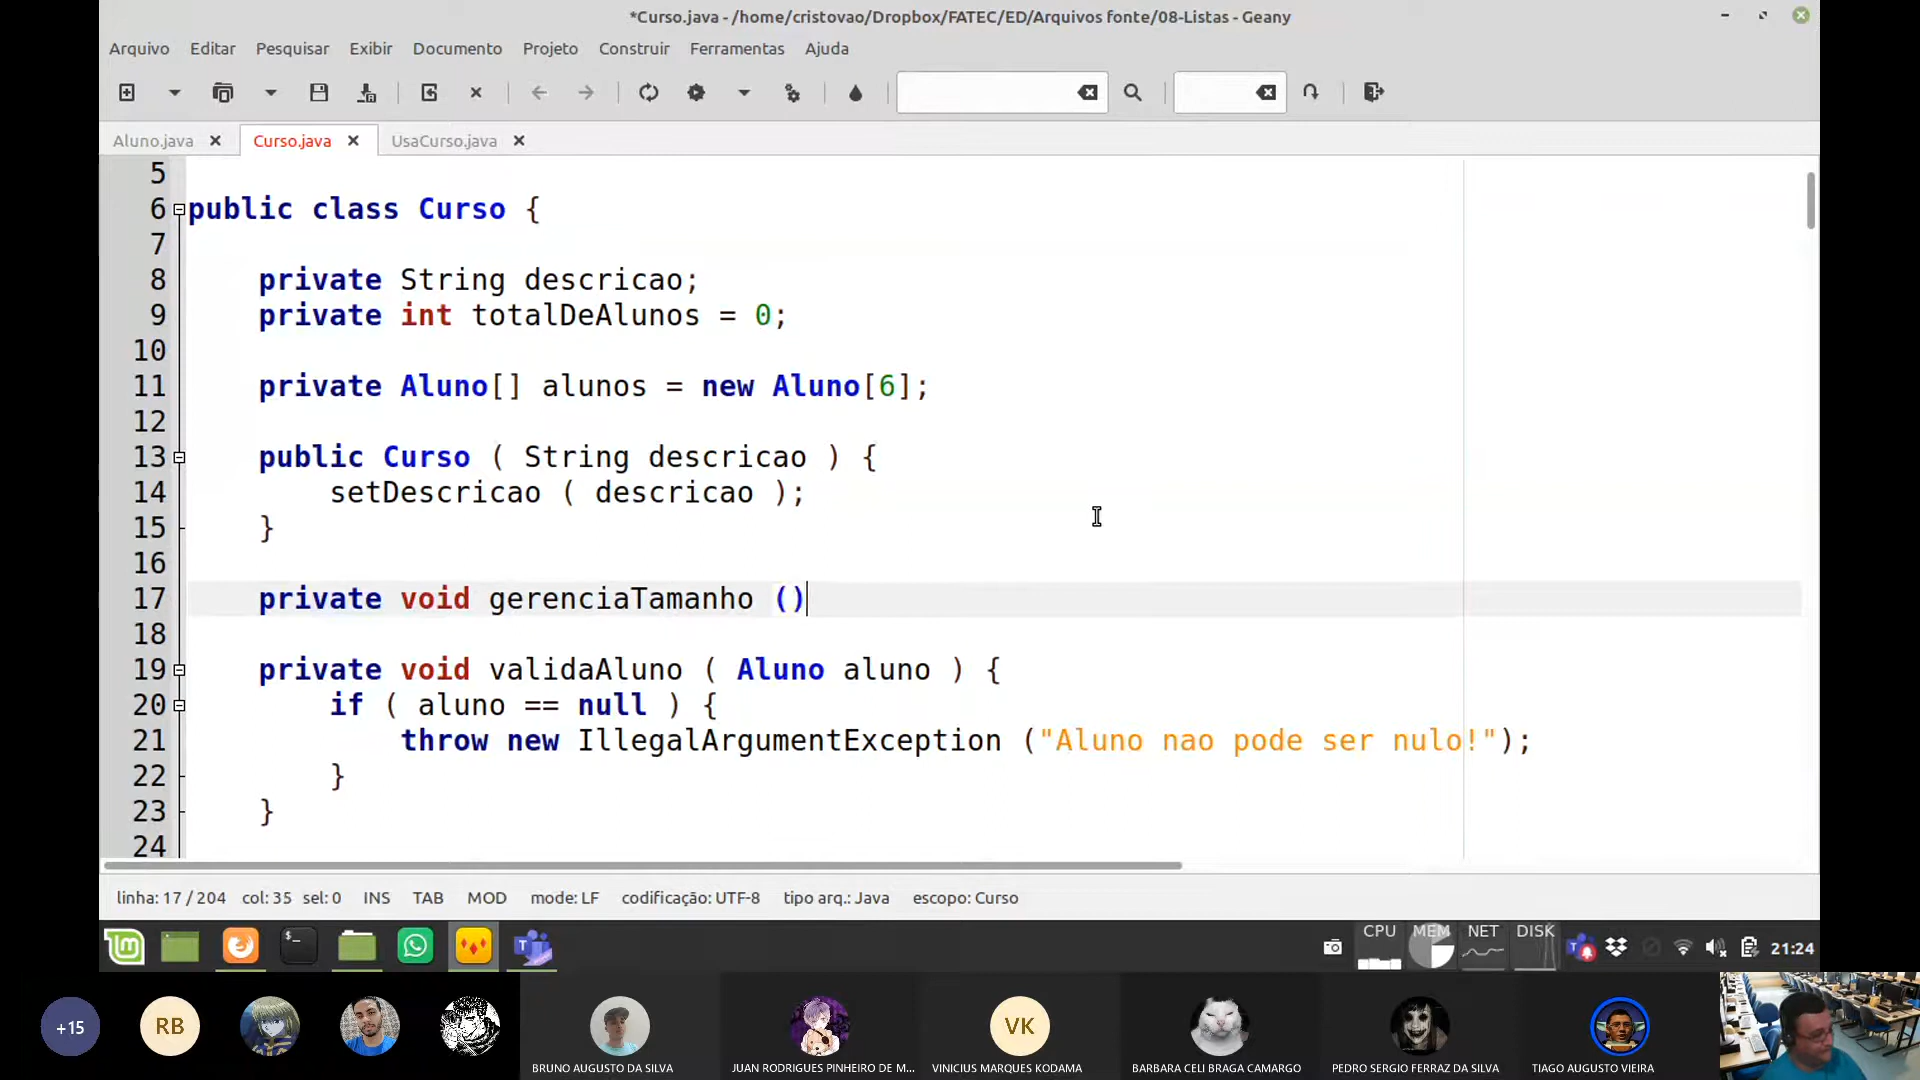 *Curso.java - /home/cristovao/Dropbox/FATEC/ED/Arquivos fonte/08-Listas - Geany
Arquivo Editar Pesquisar Exibir Documento Projeto Construir Ferramentas Ajuda
Aluno.java Curso.java UsaCurso.java
5
6 public class Curso {
7
8 private String descricao;
9 private int totalDeAlunos = 0;
10
11 private Aluno[] alunos = new Aluno[6];
12
13 public Curso ( String descricao ) {
14 setDescricao ( descricao );
15 }
16
17 private void gerenciaTamanho ()
18
19 private void validaAluno ( Aluno aluno ) {
20 if ( aluno == null ) {
21 throw new IllegalArgumentException ("Aluno nao pode ser nulo!");
22 }
23 }
24
linha: 17 / 204 col: 35 sel: 0 INS TAB MOD mode: LF codificação: UTF-8 tipo arq.: Java escopo: Curso
CPU MEM NET DISK 21:24
+15 RB VK
BRUNO AUGUSTO DA SILVA JUAN RODRIGUES PINHEIRO DE M... VINICIUS MARQUES KODAMA BARBARA CELI BRAGA CAMARGO PEDRO SERGIO FERRAZ DA SILVA TIAGO AUGUSTO VIEIRA